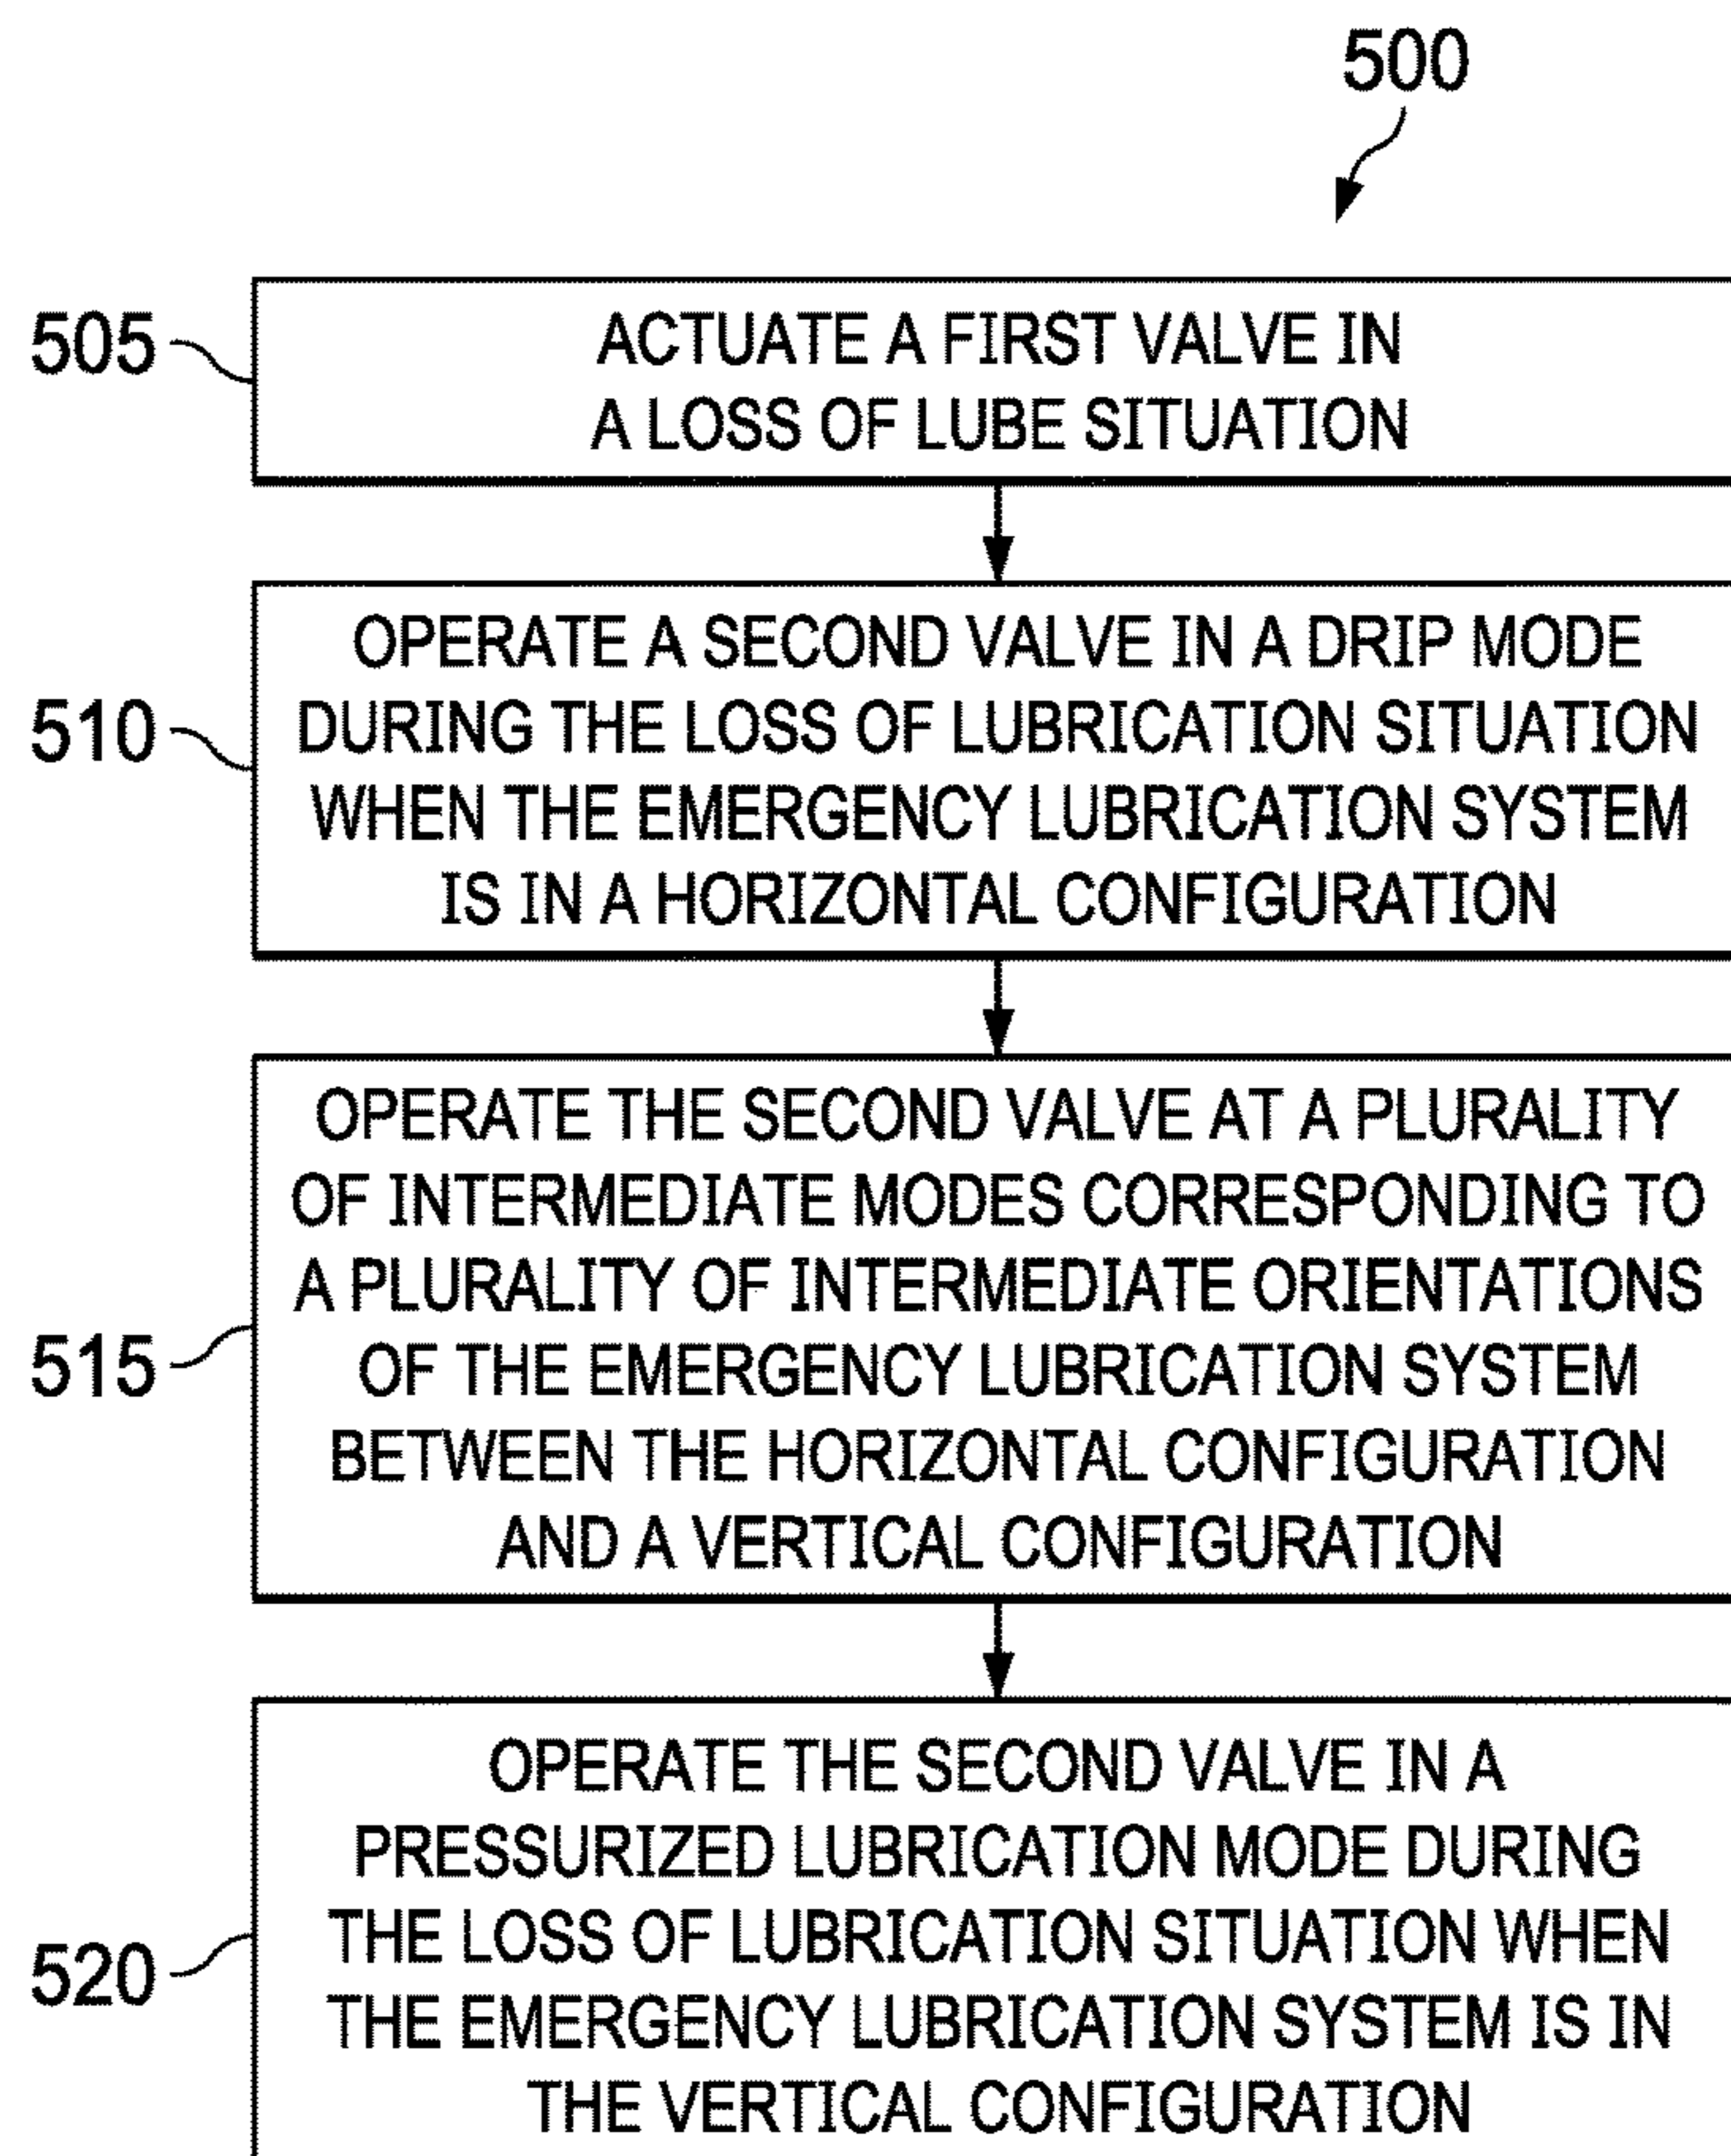 500
505
ACTUATE A FIRST VALVE IN
A LOSS OF LUBE SITUATION
510
OPERATE A SECOND VALVE IN A DRIP MODE
DURING THE LOSS OF LUBRICATION SITUATION
WHEN THE EMERGENCY LUBRICATION SYSTEM
IS IN A HORIZONTAL CONFIGURATION
515
OPERATE THE SECOND VALVE AT A PLURALITY
OF INTERMEDIATE MODES CORRESPONDING TO
A PLURALITY OF INTERMEDIATE ORIENTATIONS
OF THE EMERGENCY LUBRICATION SYSTEM
BETWEEN THE HORIZONTAL CONFIGURATION
AND A VERTICAL CONFIGURATION
520
OPERATE THE SECOND VALVE IN A
PRESSURIZED LUBRICATION MODE DURING
THE LOSS OF LUBRICATION SITUATION WHEN
THE EMERGENCY LUBRICATION SYSTEM IS IN
THE VERTICAL CONFIGURATION